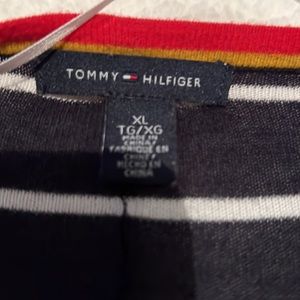 TOMMY HILFIGER
XL
TG/XG
MADE IN
CHINA/
FABRIQUÉ EN
CHINE/
HECHO EN
CHINA